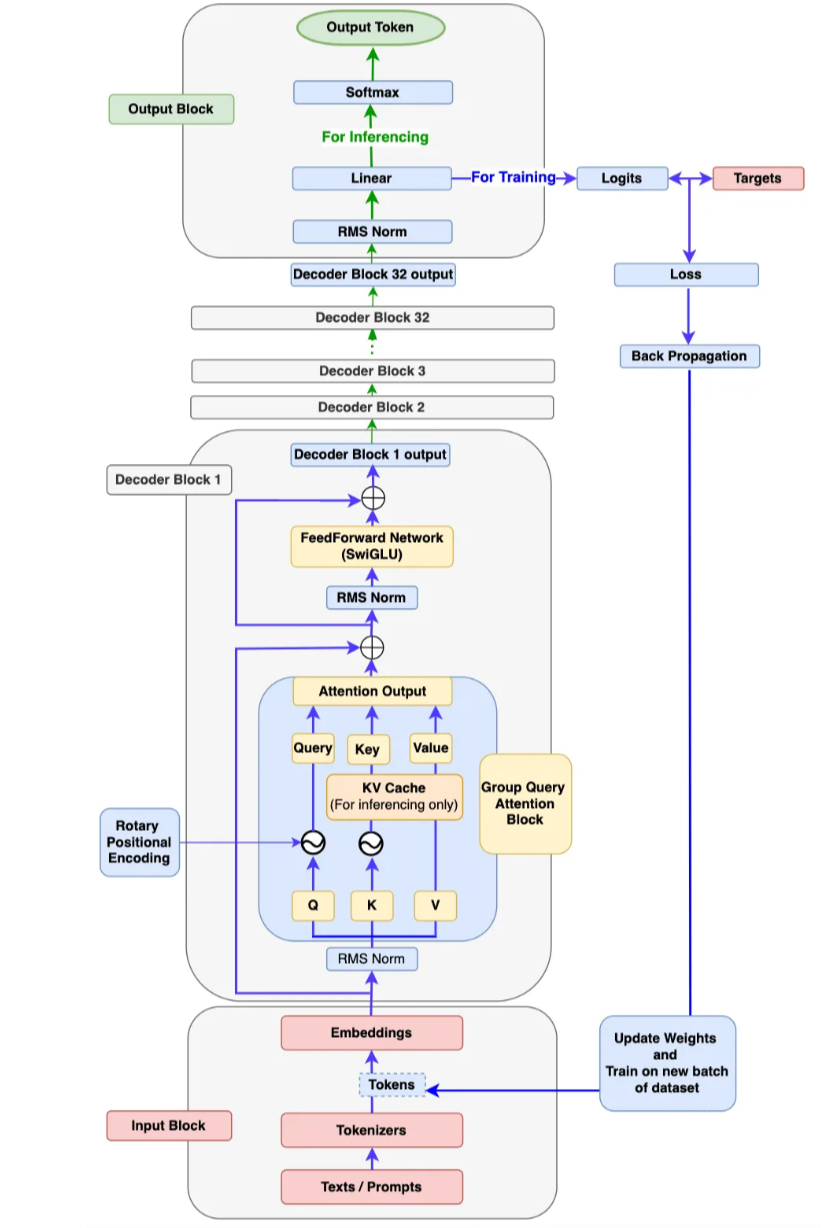 Output Token
Softmax
Output Block
For Inferencing
Linear
For Training
Logits
Targets
RMS Norm
Decoder Block 32 output
Loss
Decoder Block 32
Back Propagation
Decoder Block 3
Decoder Block 2
Decoder Block 1 output
Decoder Block 1
FeedForward Network
(SwiGLU)
RMS Norm
Attention Output
Query
Key
Value
KV Cache
(For inferencing only)
Group Query
Attention
Block
Rotary
Positional
Encoding
Q
K
V
RMS Norm
Embeddings
Update Weights
and
Train on new batch
of dataset
Tokens
Input Block
Tokenizers
Texts / Prompts